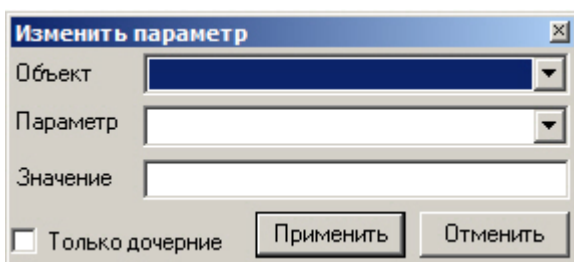 Изменить параметр
Объект
Параметр
Значение
Только дочерние Применить Отменить